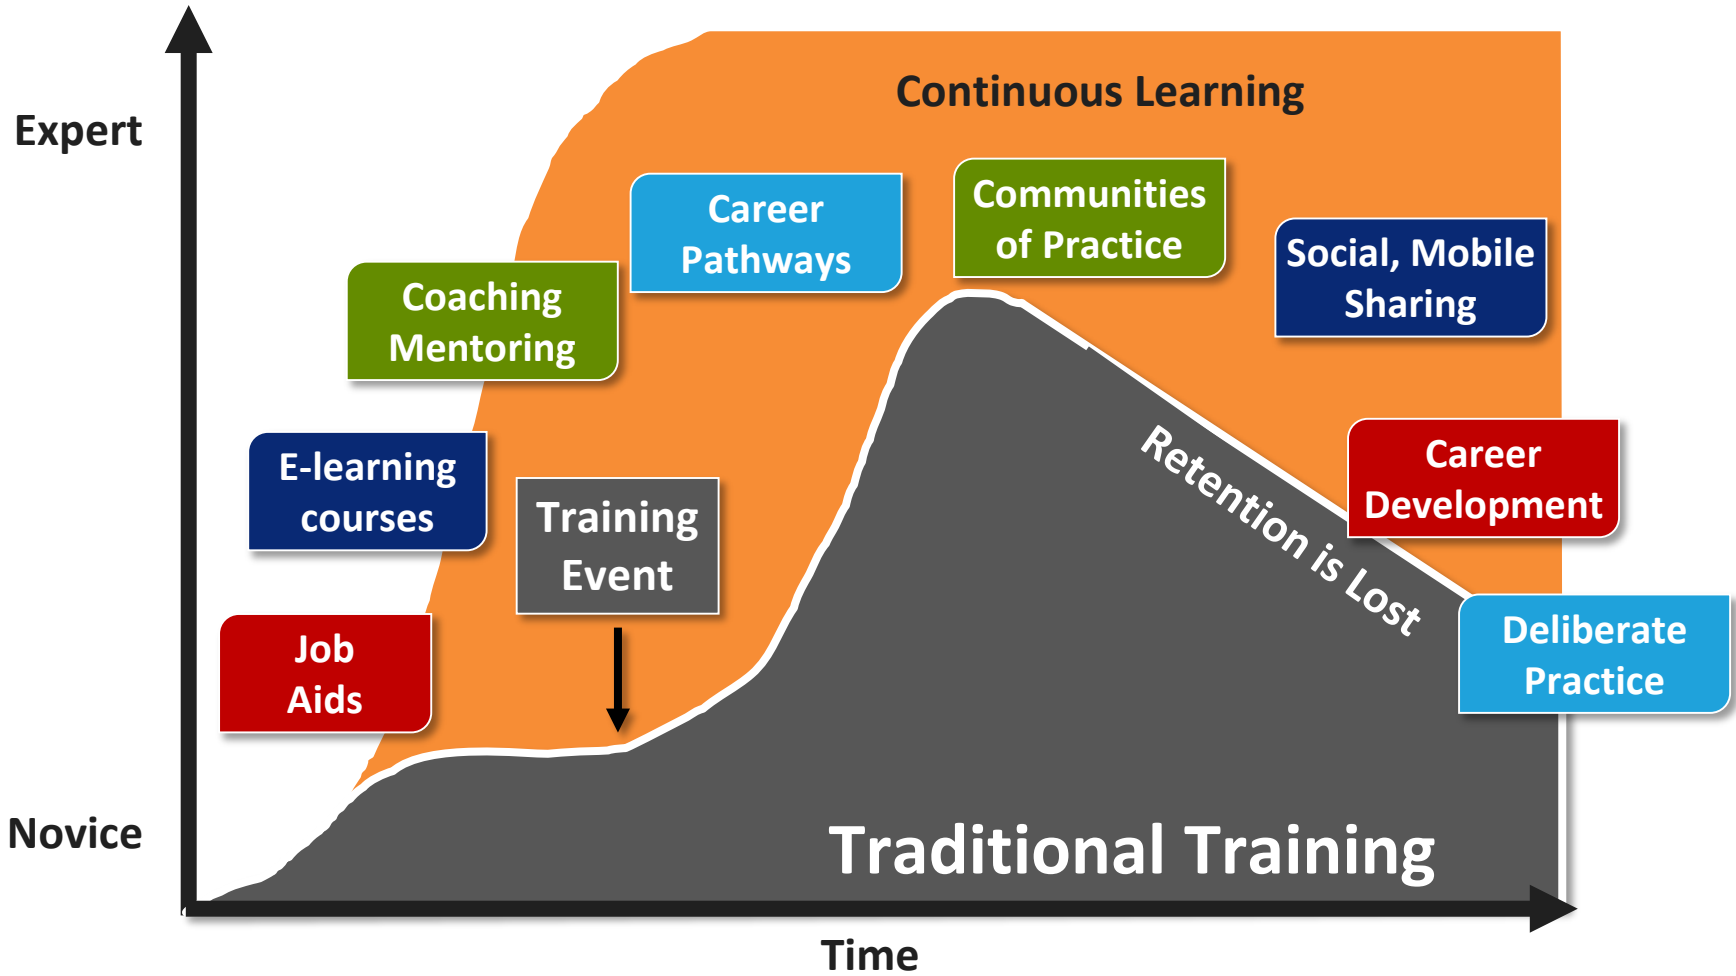 Continuous Learning
Expert
Communities
of Practice
Career
Pathways
Social, Mobile
Sharing
Coaching
Mentoring
E-learning
courses
Training
Event
Career
Development
Retention is Lost
Job
Aids
Deliberate
Practice
Novice
Traditional Training
Time